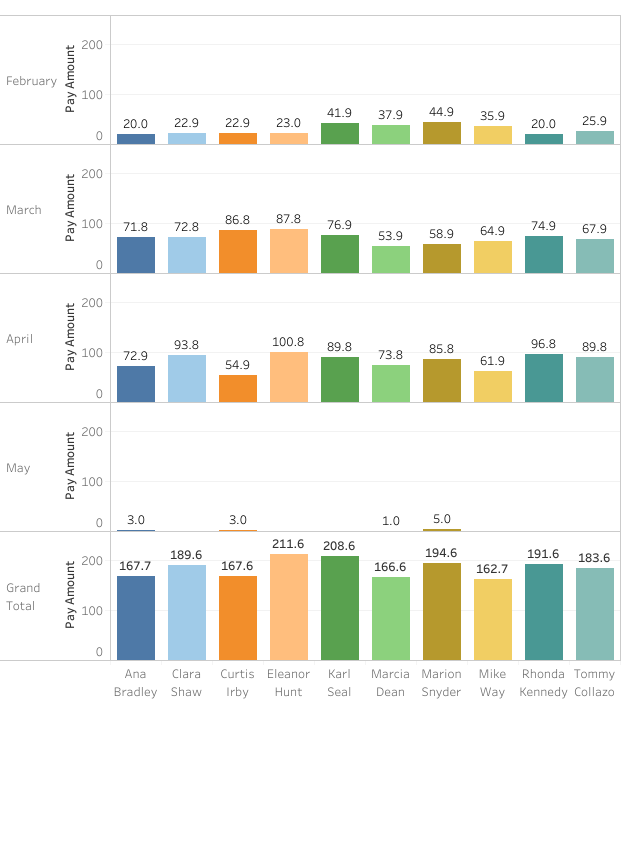 200
February
Pay Amount
100
0
20.0 22.9 22.9 23.0 41.9 37.9 44.9 35.9 20.0 25.9
200
March
Pay Amount
100
0
71.8 72.8 86.8 87.8 76.9 53.9 58.9 64.9 74.9 67.9
200
April
Pay Amount
100
0
72.9 93.8 54.9 100.8 89.8 73.8 85.8 61.9 96.8 89.8
200
May
Pay Amount
100
0
3.0 3.0 1.0 5.0
200
Grand
Total
Pay Amount
100
0
167.7 189.6 167.6 211.6 208.6 166.6 194.6 162.7 191.6 183.6
Ana Clara Curtis Eleanor Karl Marcia Marion Mike Rhonda Tommy
Bradley Shaw Irby Hunt Seal Dean Snyder Way Kennedy Collazo